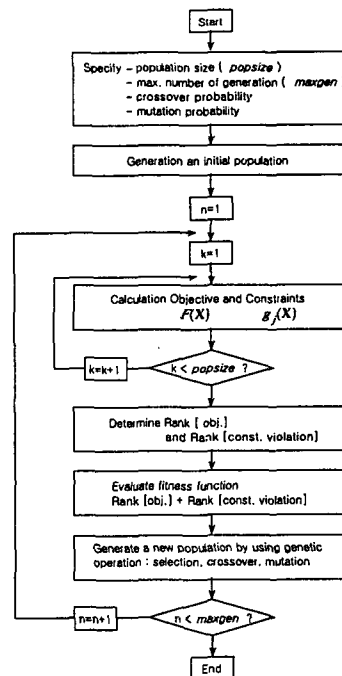 Start
Specify – population size ( popsize )
– max. number of generation ( maxgen
– crossover probability
– mutation probability
Generation an initial population
n=1
k=1
Calculation Objective and Constraints
F(X) g_j(X)
k < popsize ?
k=k+1
Determine Rank [ obj.]
and Rank [const. violation]
Evaluate fitness function
Rank [obj.] + Rank [const. violation]
Generate a new population by using genetic
operation : selection, crossover, mutation
n < maxgen ?
n=n+1
End